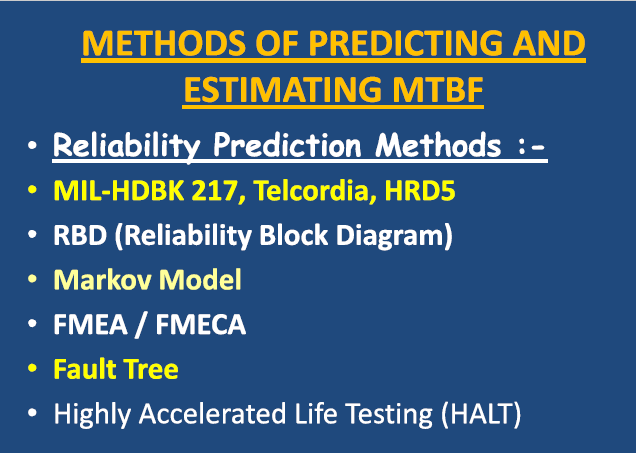 METHODS OF PREDICTING AND
ESTIMATING MTBF
• Reliability Prediction Methods :-
• MIL-HDBK 217, Telcordia, HRD5
• RBD (Reliability Block Diagram)
• Markov Model
• FMEA / FMECA
• Fault Tree
• Highly Accelerated Life Testing (HALT)